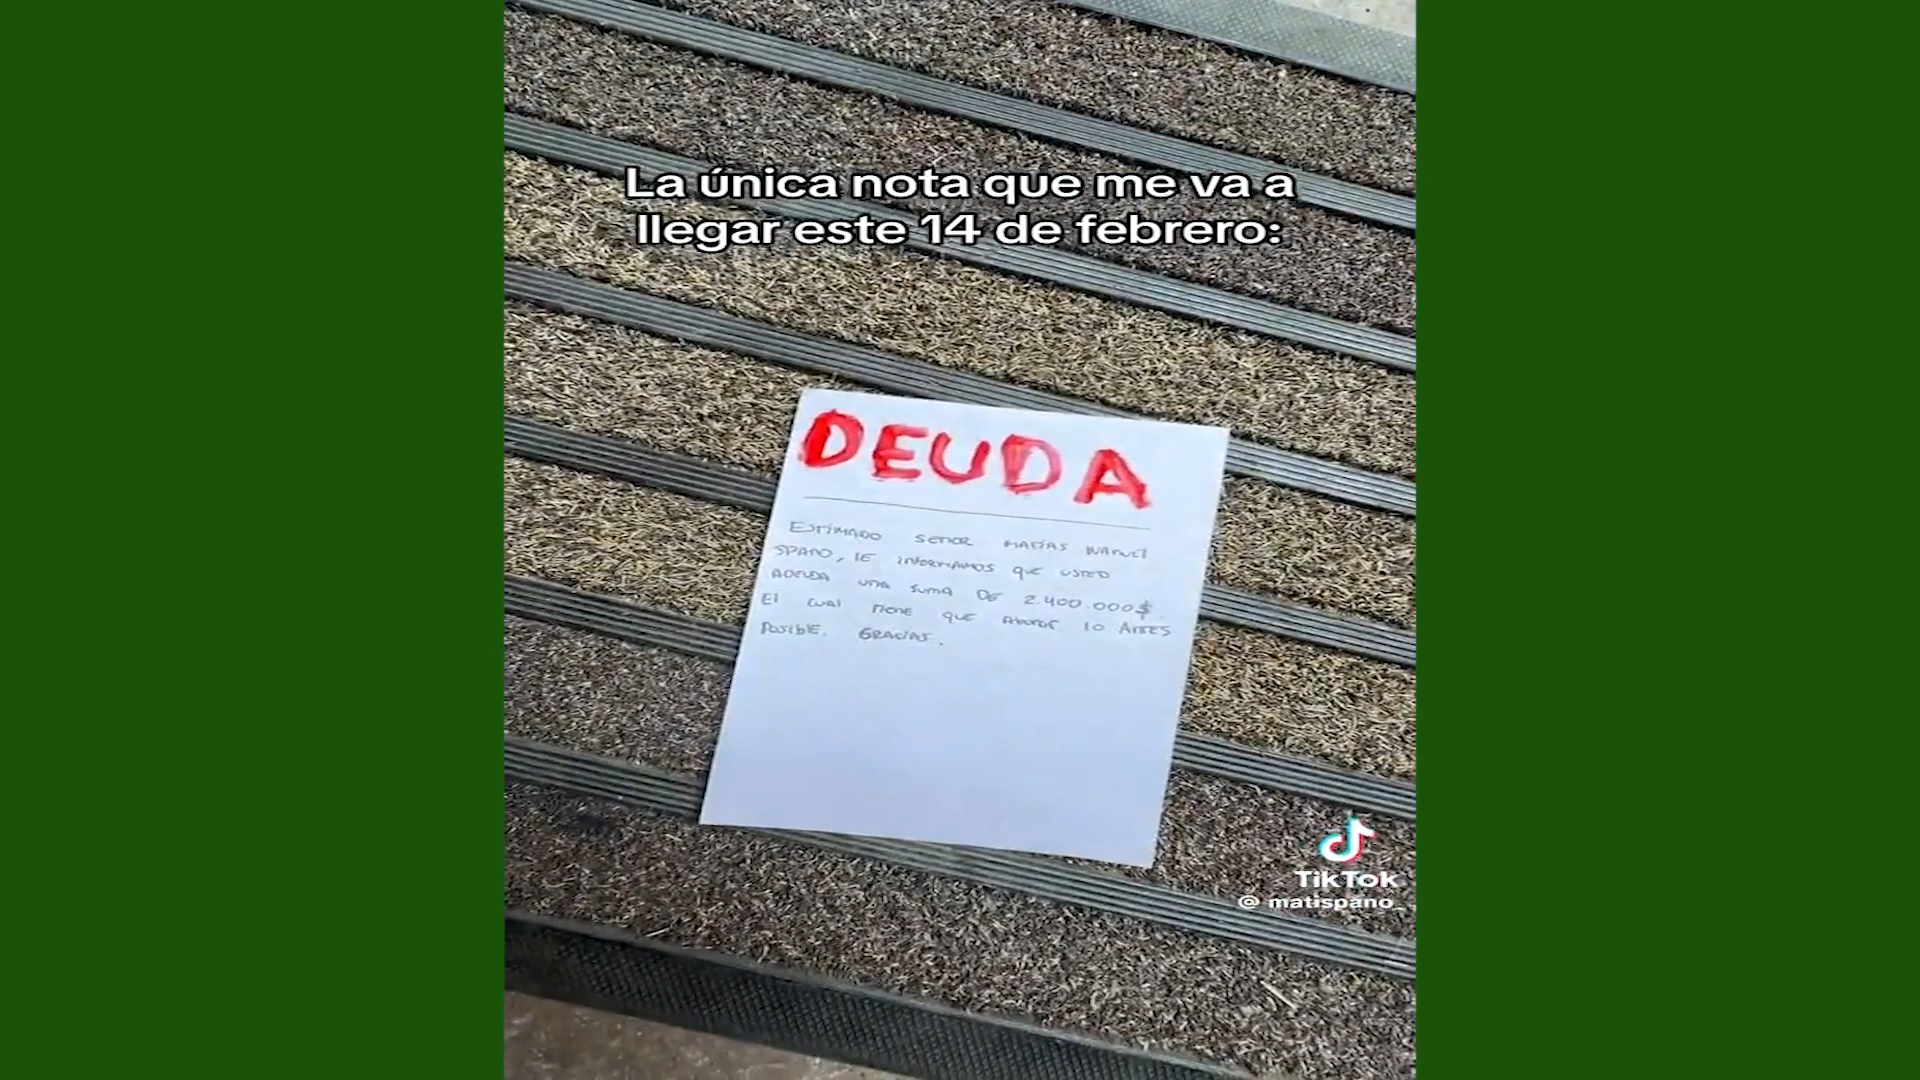 La única nota que me va a
llegar este 14 de febrero:
DEUDA
ESTIMADO SEÑOR MATÍAS MANUEL
SPANO, LE INFORMAMOS QUE USTED
ADEUDA UNA SUMA DE 2.400.000$.
El cual TIENE QUE ABONAR lo ANTES
POSIBLE. GRACIAS.
TikTok
@ matispano_